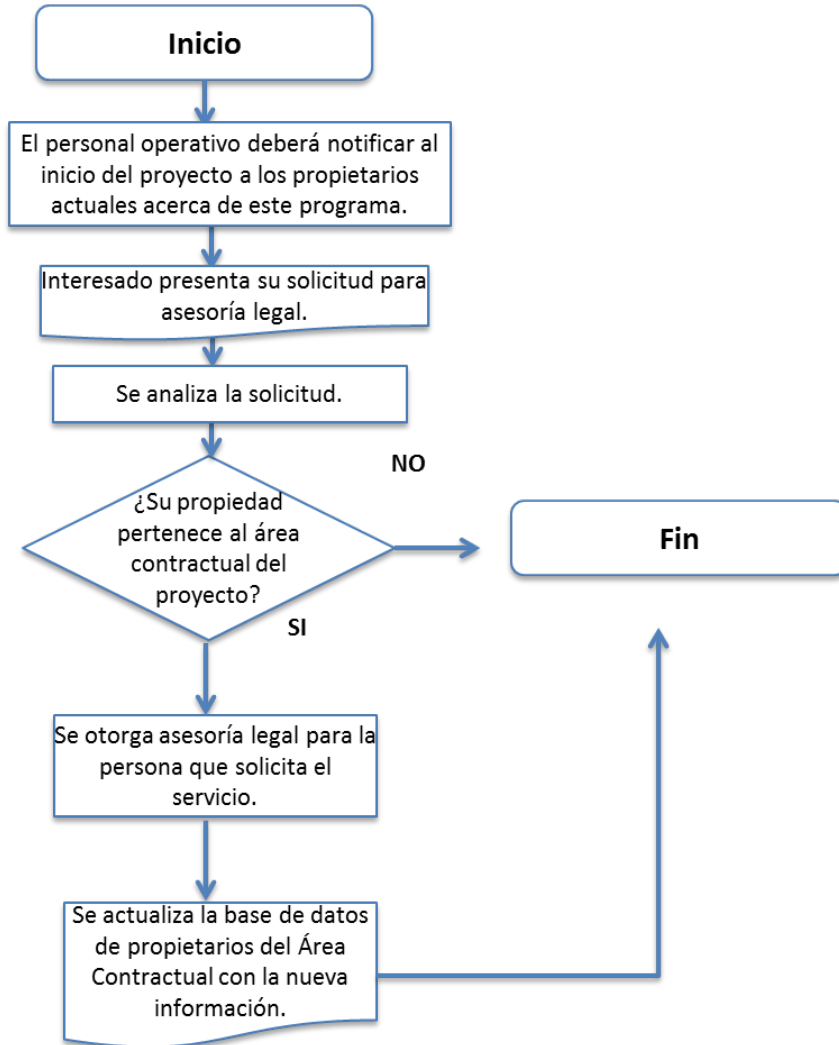 Inicio
El personal operativo deberá notificar al
inicio del proyecto a los propietarios
actuales acerca de este programa.
Interesado presenta su solicitud para
asesoría legal.
Se analiza la solicitud.
NO
¿Su propiedad
pertenece al área
contractual del
proyecto?
Fin
SI
Se otorga asesoría legal para la
persona que solicita el
servicio.
Se actualiza la base de datos
de propietarios del Área
Contractual con la nueva
información.